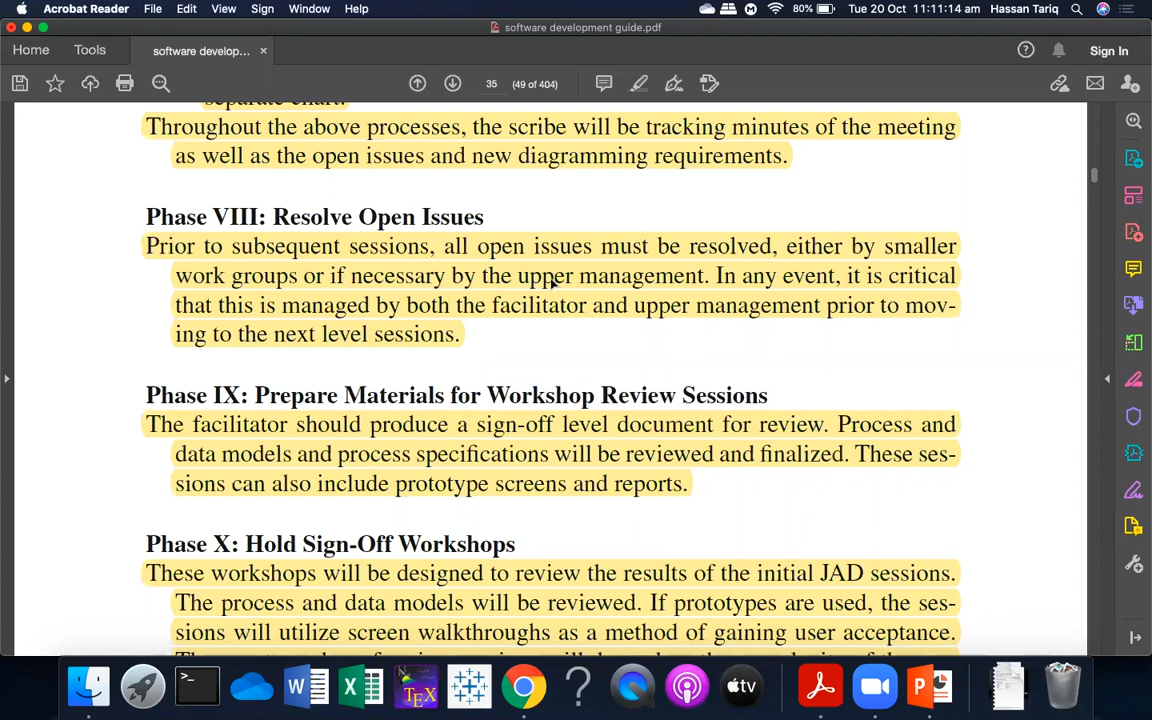 Acrobat Reader File Edit View Sign Window Help 80% Tue 20 Oct 11:11:14 am Hassan Tariq
software development guide.pdf
Home Tools software develop... × Sign In
35 (49 of 404)
separate chart.
Throughout the above processes, the scribe will be tracking minutes of the meeting
as well as the open issues and new diagramming requirements.
Phase VIII: Resolve Open Issues
Prior to subsequent sessions, all open issues must be resolved, either by smaller
work groups or if necessary by the upper management. In any event, it is critical
that this is managed by both the facilitator and upper management prior to mov-
ing to the next level sessions.
Phase IX: Prepare Materials for Workshop Review Sessions
The facilitator should produce a sign-off level document for review. Process and
data models and process specifications will be reviewed and finalized. These ses-
sions can also include prototype screens and reports.
Phase X: Hold Sign-Off Workshops
These workshops will be designed to review the results of the initial JAD sessions.
The process and data models will be reviewed. If prototypes are used, the ses-
sions will utilize screen walkthroughs as a method of gaining user acceptance.
W X TEX ? tv P